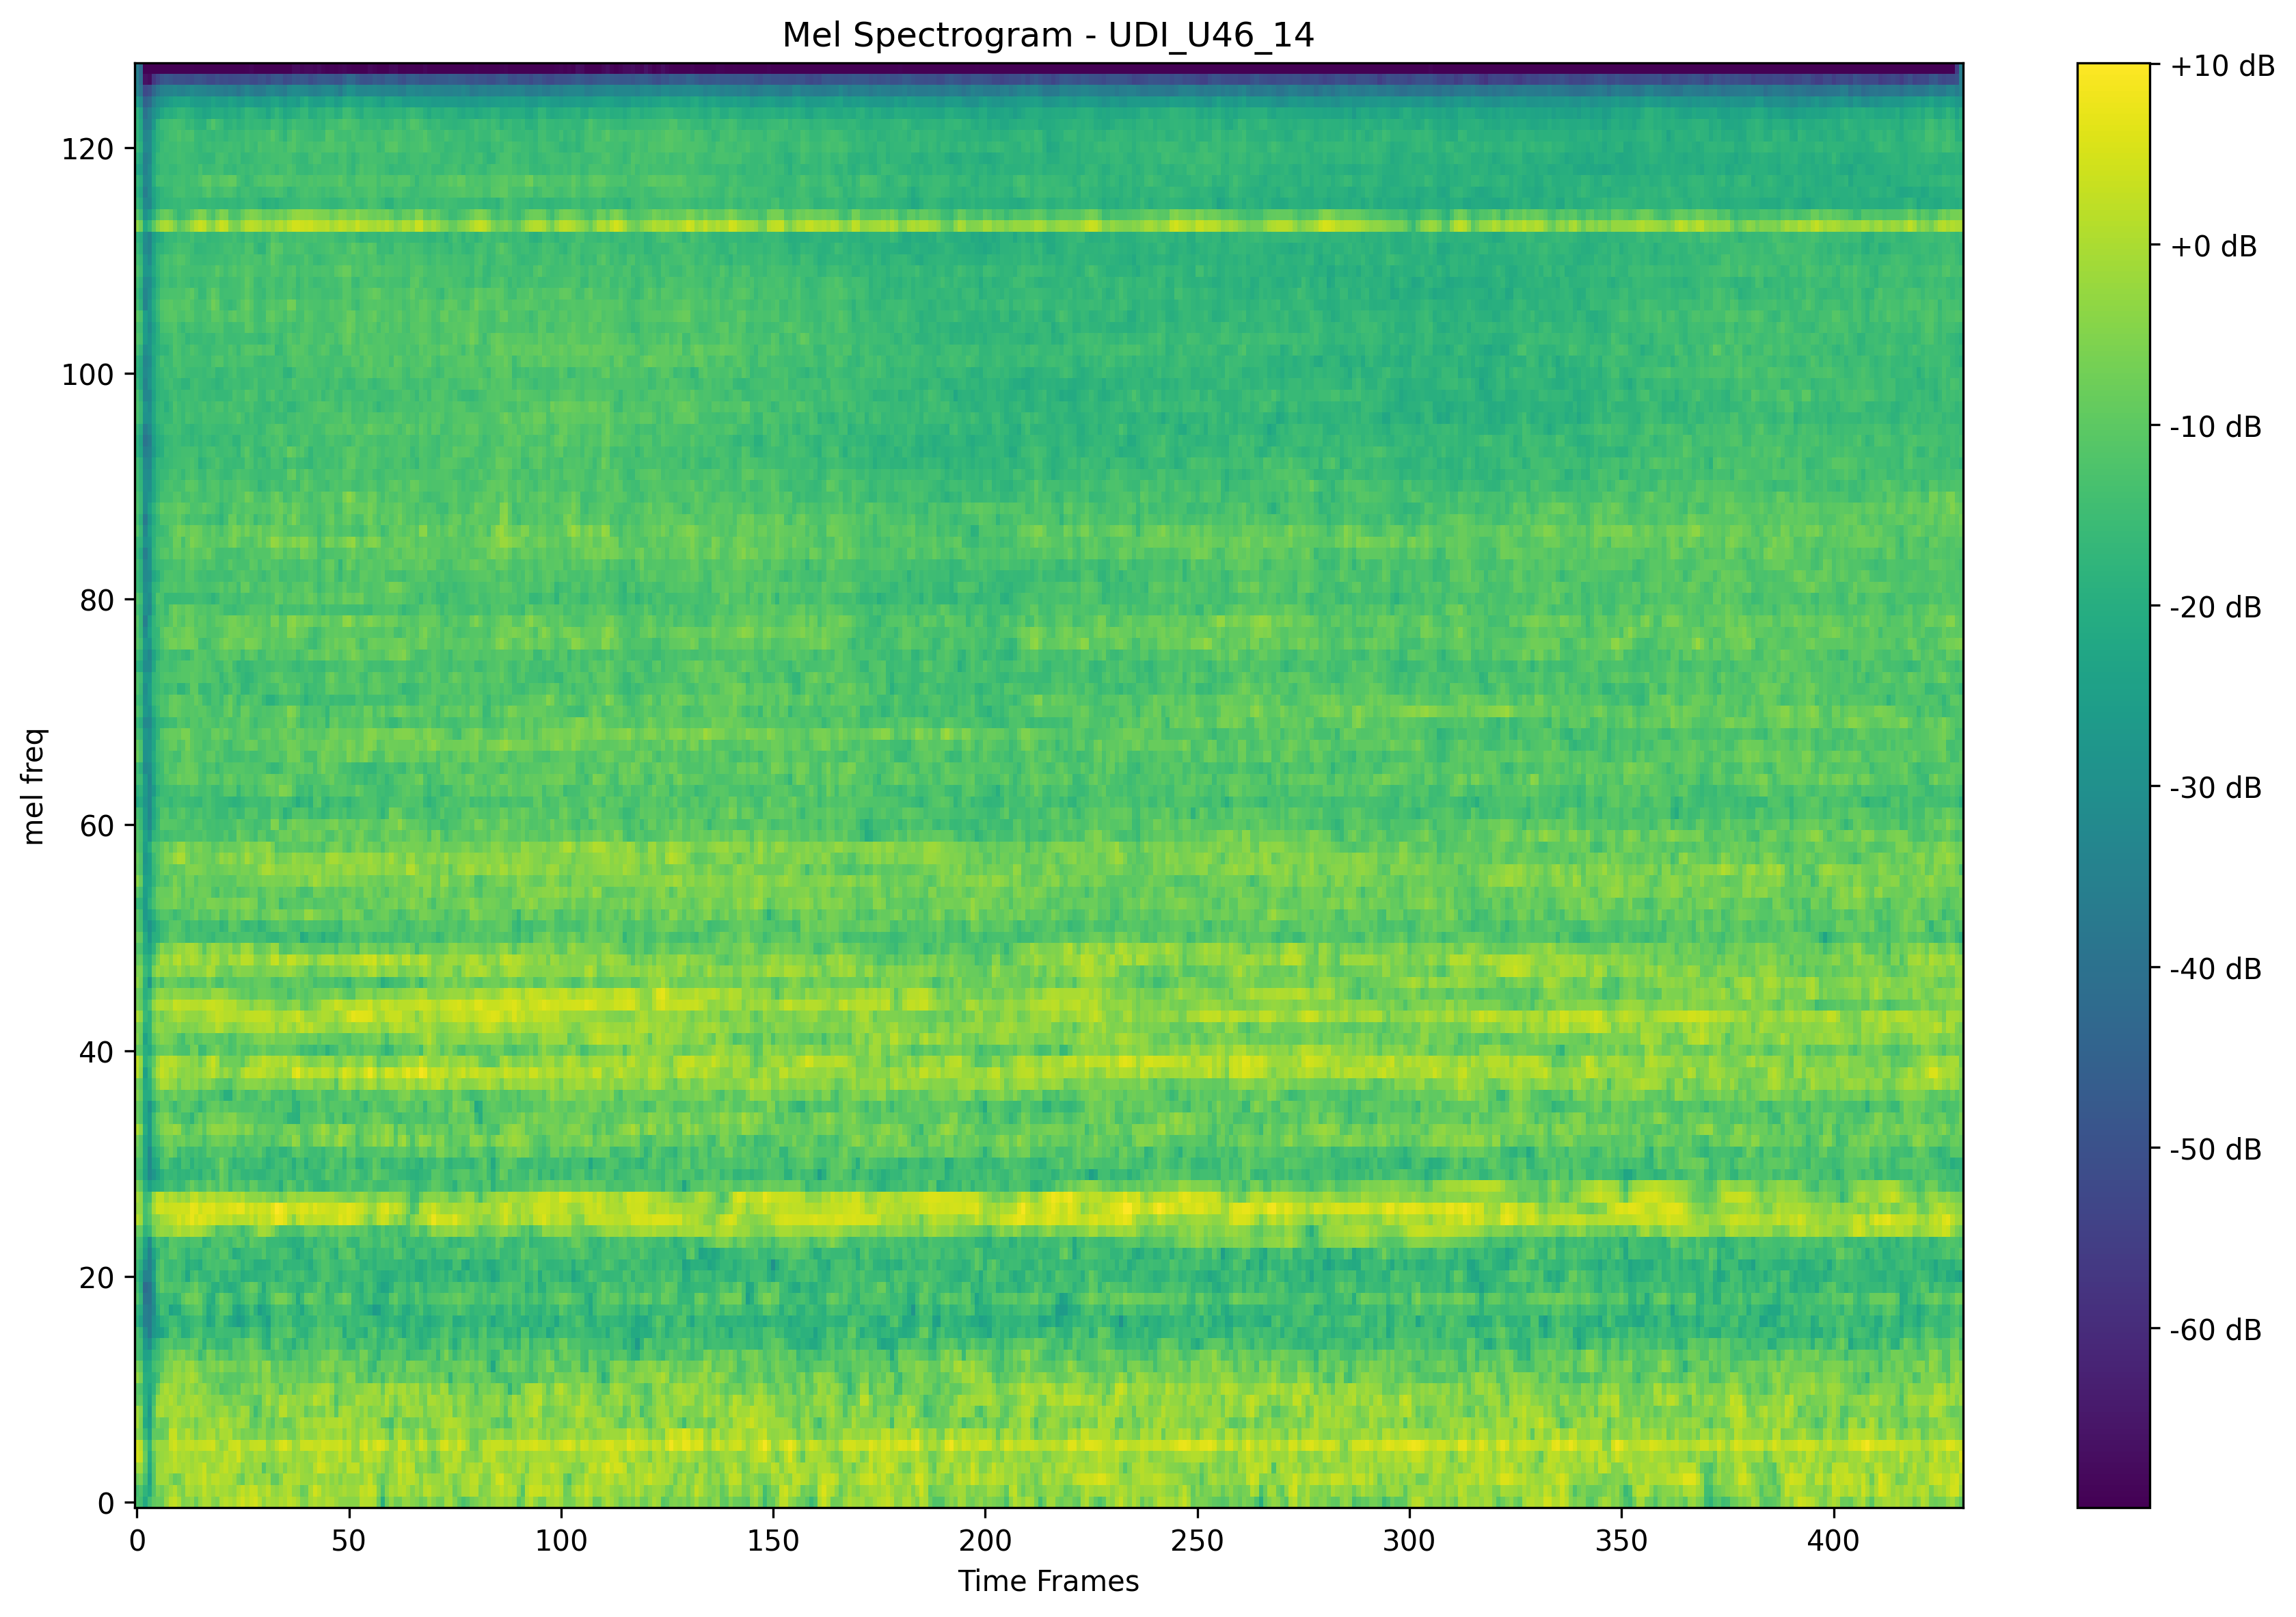 Mel Spectrogram - UDI_U46_14
mel freq
120
100
80
60
40
20
0
0 50 100 150 200 250 300 350 400
Time Frames
+10 dB
+0 dB
-10 dB
-20 dB
-30 dB
-40 dB
-50 dB
-60 dB